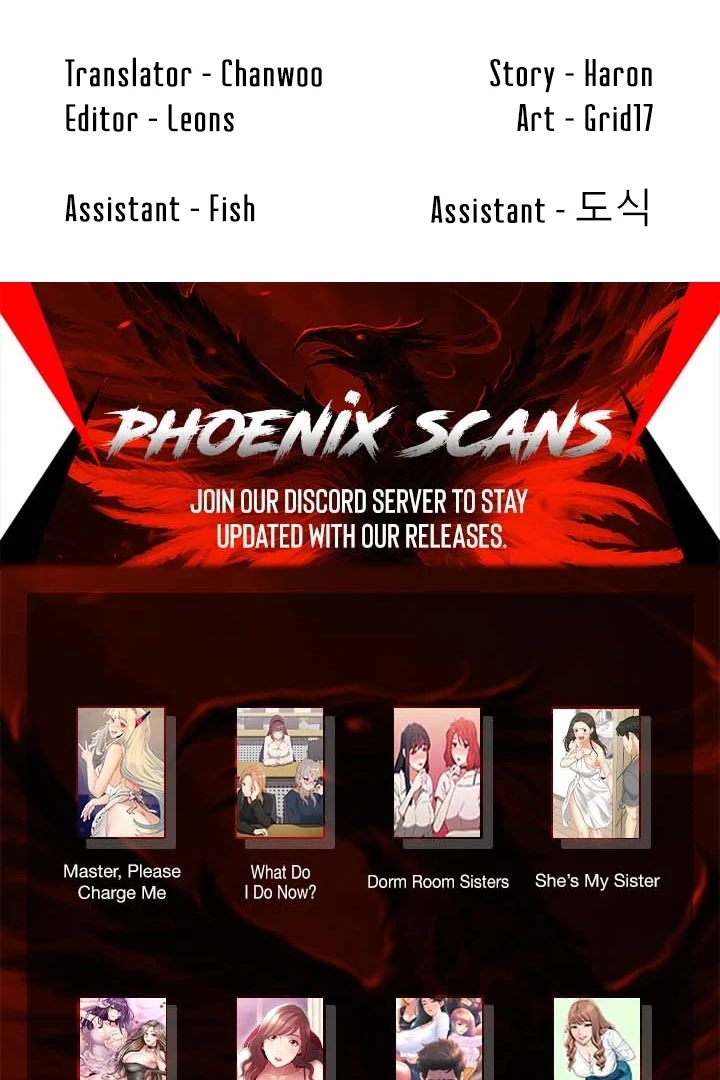 Translator - Chanwoo
Editor - Leons
Assistant - Fish
Story - Haron
Art - Grid17
Assistant - 도식
PHOENIX SCANS
JOIN OUR DISCORD SERVER TO STAY
UPDATED WITH OUR RELEASES.
Master, Please
Charge Me
What Do
I Do Now?
Dorm Room Sisters
She's My Sister